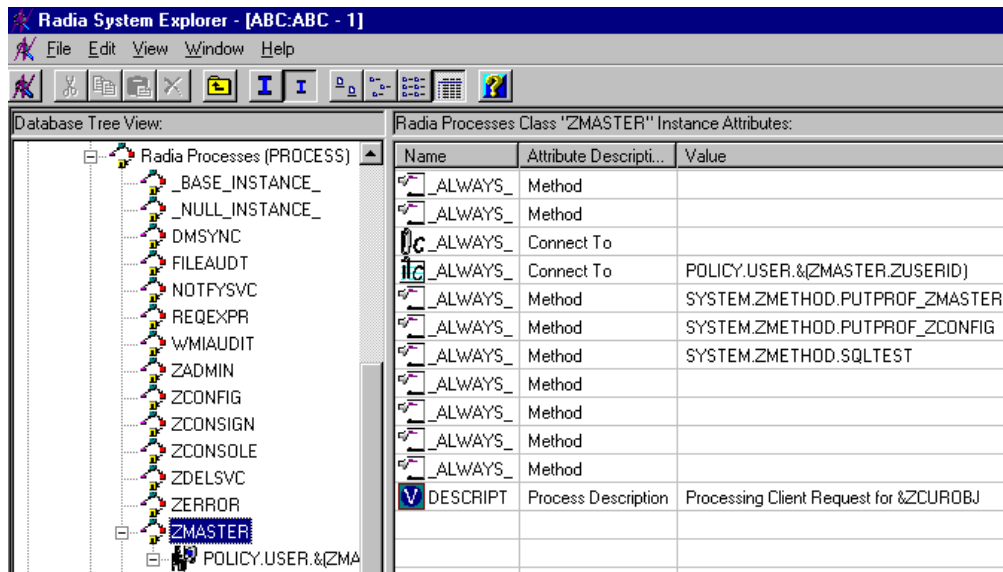 Radia System Explorer - [ABC:ABC - 1]
File Edit View Window Help
Database Tree View:
Radia Processes (PROCESS)
_BASE_INSTANCE_
_NULL_INSTANCE_
DMSYNC
FILEAUDT
NOTFYSVC
REQEXPR
WMIAUDIT
ZADMIN
ZCONFIG
ZCONSIGN
ZCONSOLE
ZDELSVC
ZERROR
ZMASTER
POLICY.USER.&(ZMA
Radia Processes Class "ZMASTER" Instance Attributes:
Name Attribute Descripti... Value
_ALWAYS_ Method
_ALWAYS_ Method
_ALWAYS_ Connect To
_ALWAYS_ Connect To POLICY.USER.&(ZMASTER.ZUSERID)
_ALWAYS_ Method SYSTEM.ZMETHOD.PUTPROF_ZMASTER
_ALWAYS_ Method SYSTEM.ZMETHOD.PUTPROF_ZCONFIG
_ALWAYS_ Method SYSTEM.ZMETHOD.SQLTEST
_ALWAYS_ Method
_ALWAYS_ Method
_ALWAYS_ Method
_ALWAYS_ Method
V DESCRIPT Process Description Processing Client Request for &ZCUROBJ